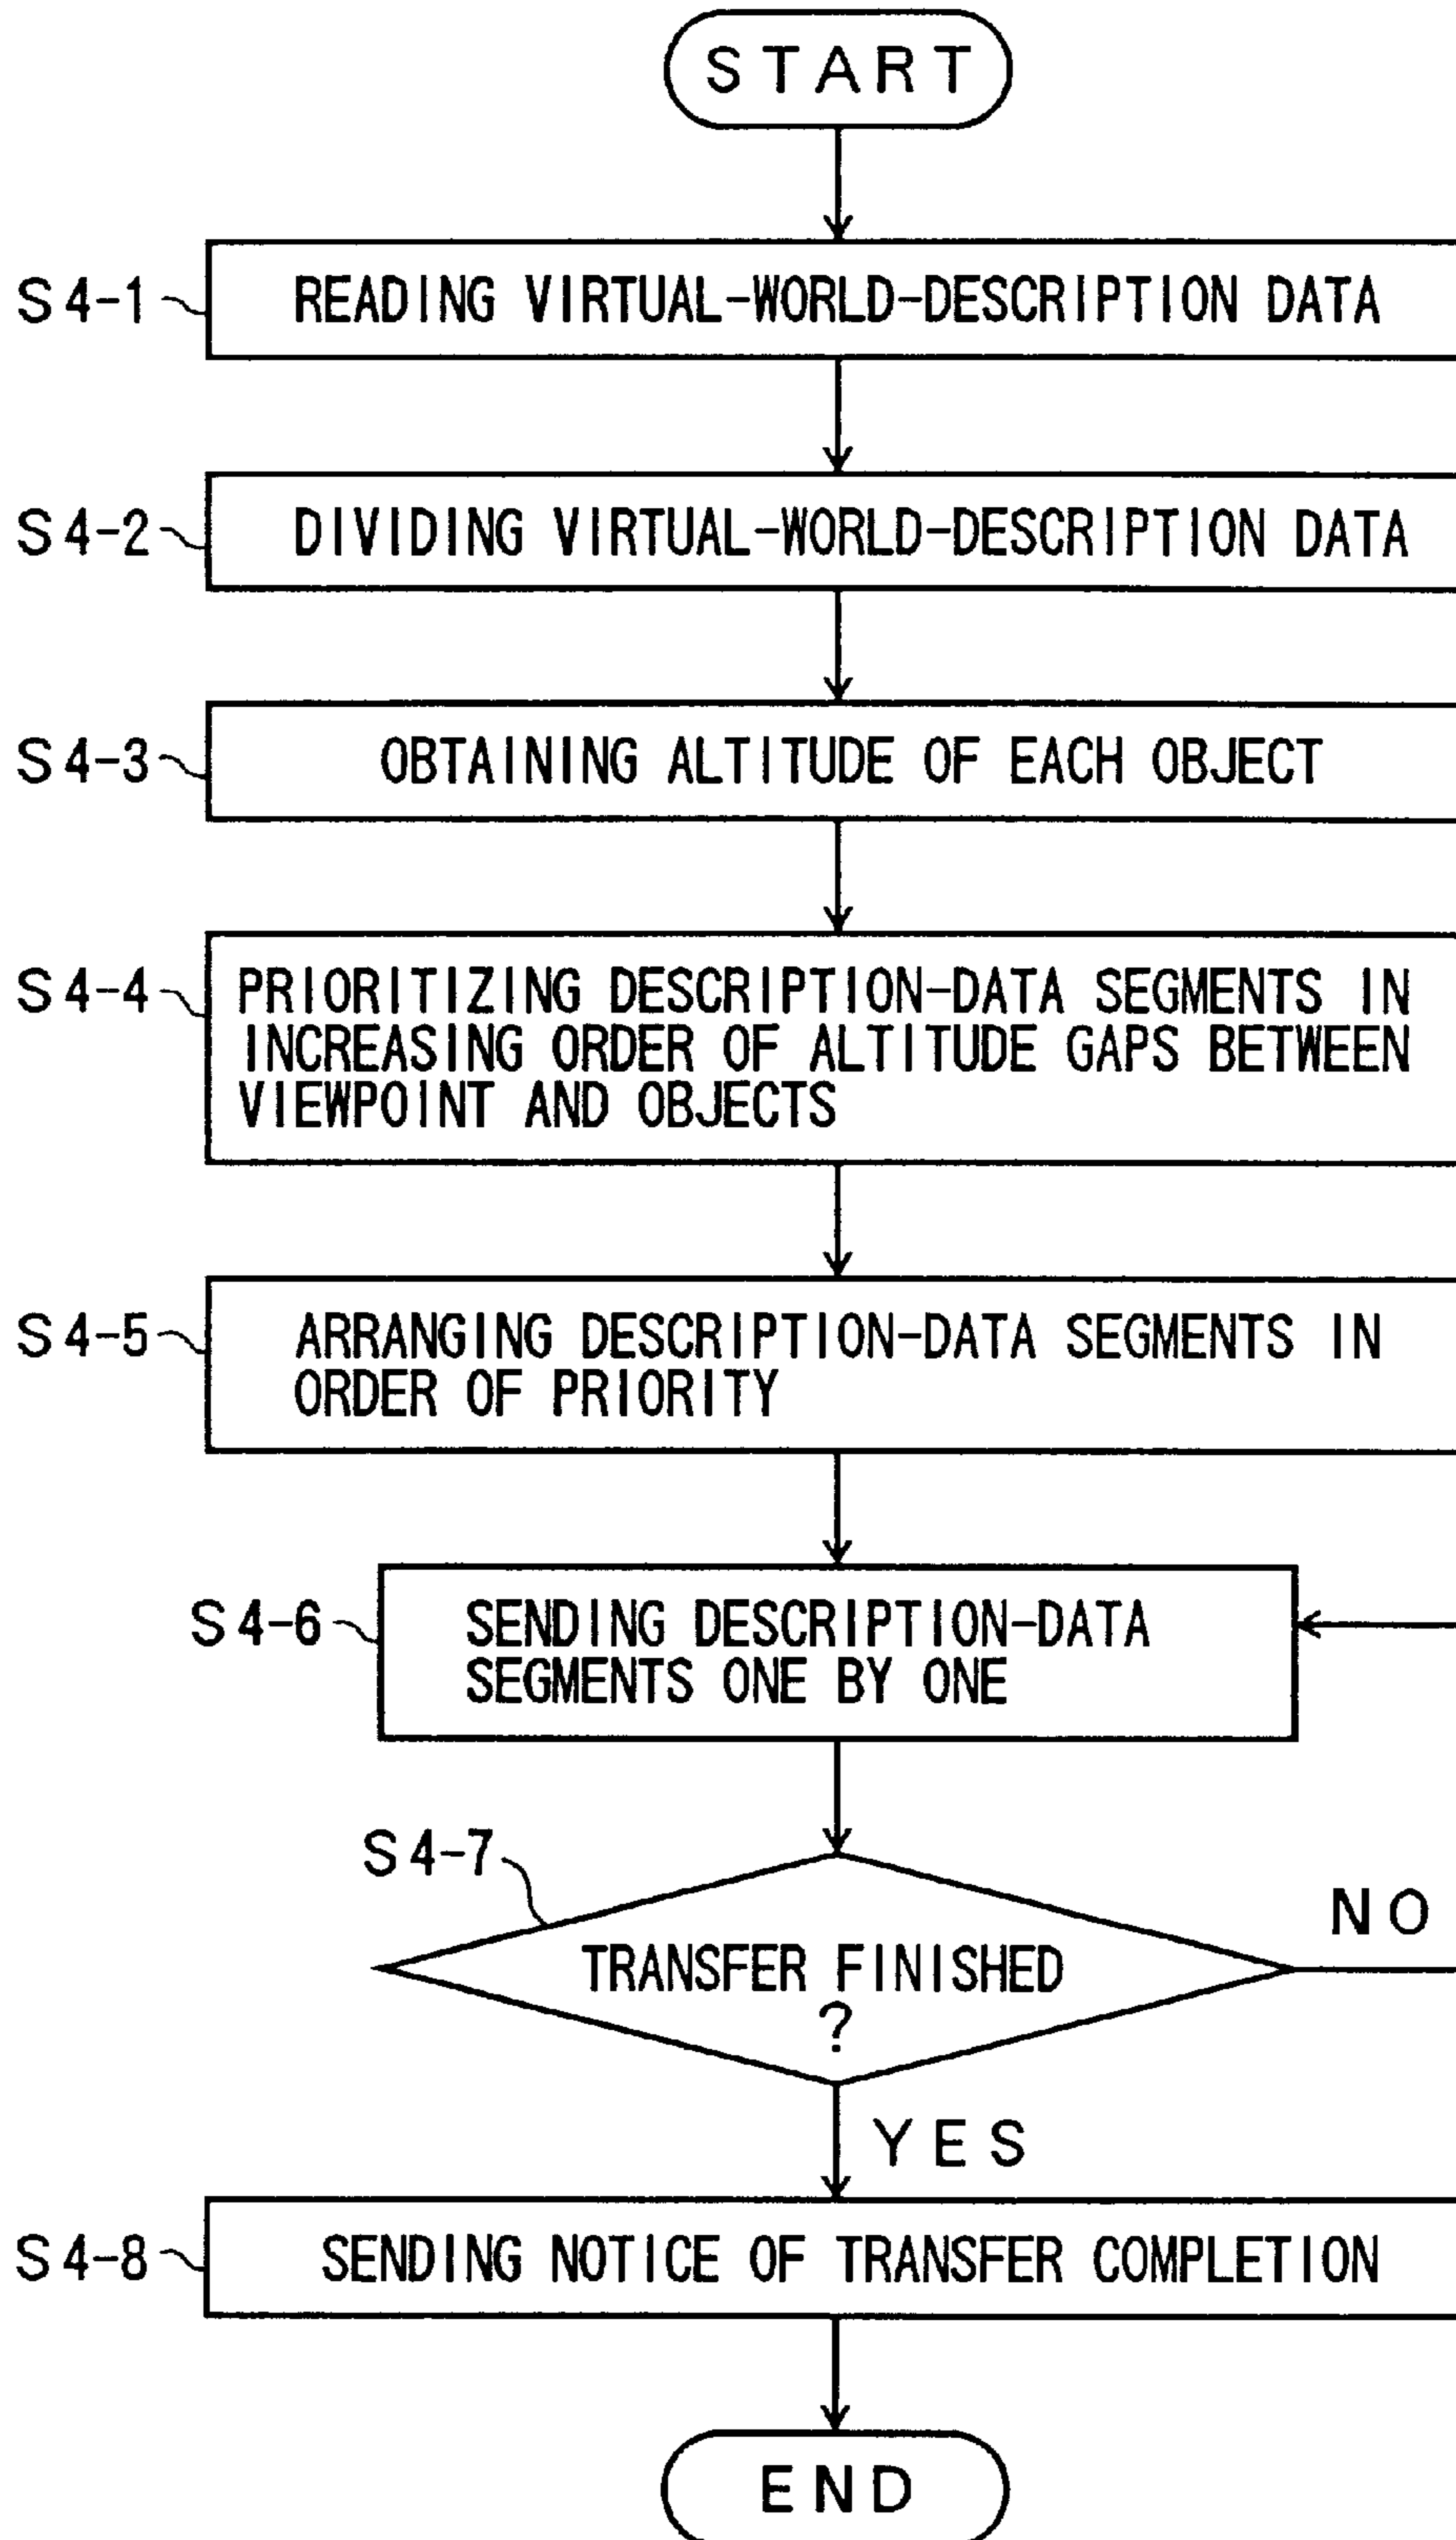 START
S4-1
READING VIRTUAL-WORLD-DESCRIPTION DATA
S4-2
DIVIDING VIRTUAL-WORLD-DESCRIPTION DATA
S4-3
OBTAINING ALTITUDE OF EACH OBJECT
S4-4
PRIORITIZING DESCRIPTION-DATA SEGMENTS IN
INCREASING ORDER OF ALTITUDE GAPS BETWEEN
VIEWPOINT AND OBJECTS
S4-5
ARRANGING DESCRIPTION-DATA SEGMENTS IN
ORDER OF PRIORITY
S4-6
SENDING DESCRIPTION-DATA
SEGMENTS ONE BY ONE
S4-7
TRANSFER FINISHED
?
NO
YES
S4-8
SENDING NOTICE OF TRANSFER COMPLETION
END